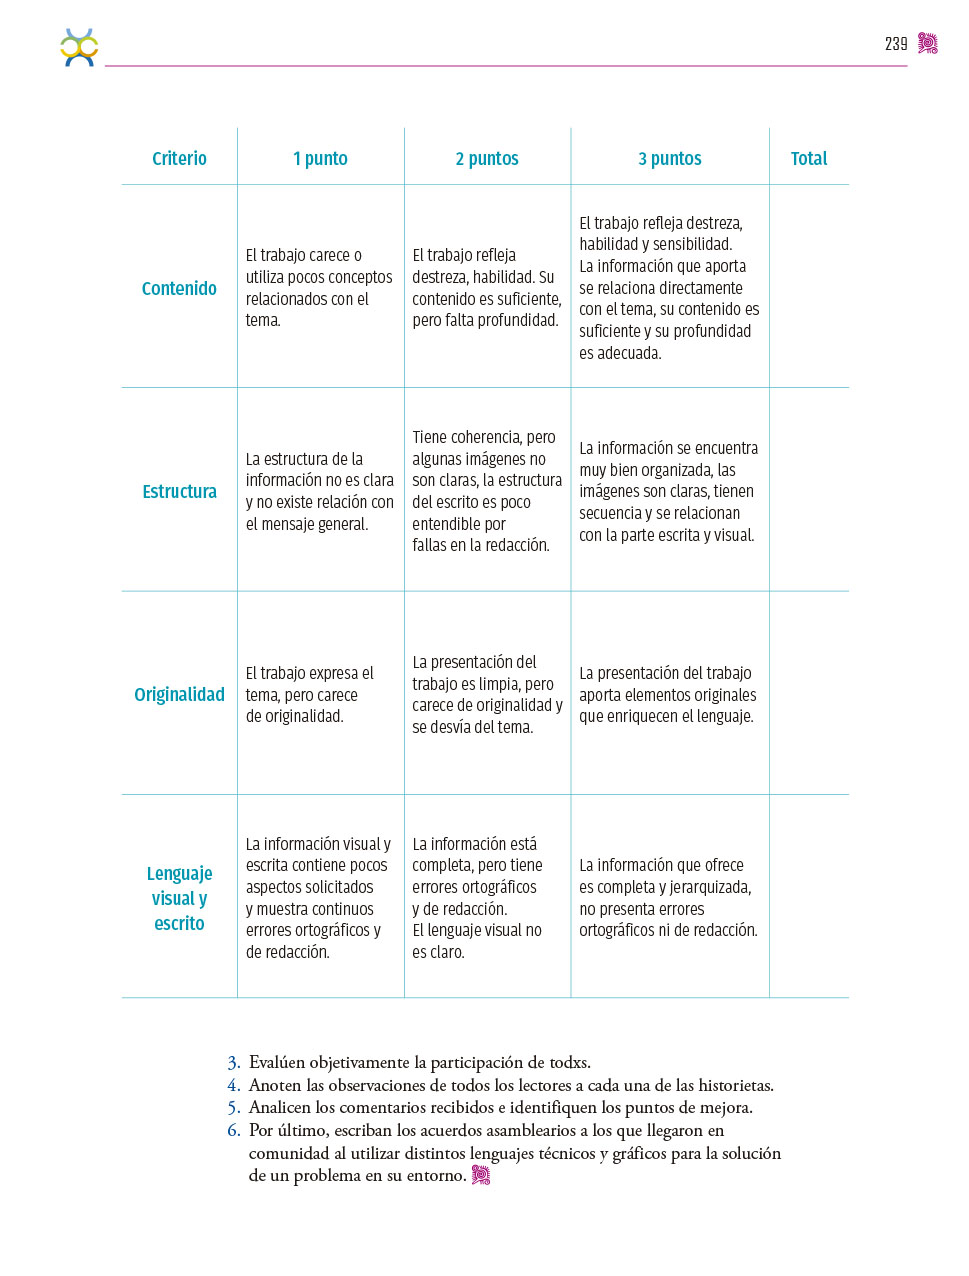 239
Criterio
1 punto
2 puntos
3 puntos
Total
Contenido
El trabajo carece o
utiliza pocos conceptos
relacionados con el
tema.
El trabajo refleja
destreza, habilidad. Su
contenido es suficiente,
pero falta profundidad.
El trabajo refleja destreza,
habilidad y sensibilidad.
La información que aporta
se relaciona directamente
con el tema, su contenido es
suficiente y su profundidad
es adecuada.
Estructura
La estructura de la
información no es clara
y no existe relación con
el mensaje general.
Tiene coherencia, pero
algunas imágenes no
son claras, la estructura
del escrito es poco
entendible por
fallas en la redacción.
La información se encuentra
muy bien organizada, las
imágenes son claras, tienen
secuencia y se relacionan
con la parte escrita y visual.
Originalidad
El trabajo expresa el
tema, pero carece
de originalidad.
La presentación del
trabajo es limpia, pero
carece de originalidad y
se desvía del tema.
La presentación del trabajo
aporta elementos originales
que enriquecen el lenguaje.
Lenguaje
visual y
escrito
La información visual y
escrita contiene pocos
aspectos solicitados
y muestra continuos
errores ortográficos y
de redacción.
La información está
completa, pero tiene
errores ortográficos
y de redacción.
El lenguaje visual no
es claro.
La información que ofrece
es completa y jerarquizada,
no presenta errores
ortográficos ni de redacción.
3. Evalúen objetivamente la participación de todxs.
4. Anoten las observaciones de todos los lectores a cada una de las historietas.
5. Analicen los comentarios recibidos e identifiquen los puntos de mejora.
6. Por último, escriban los acuerdos asamblearios a los que llegaron en
comunidad al utilizar distintos lenguajes técnicos y gráficos para la solución
de un problema en su entorno.